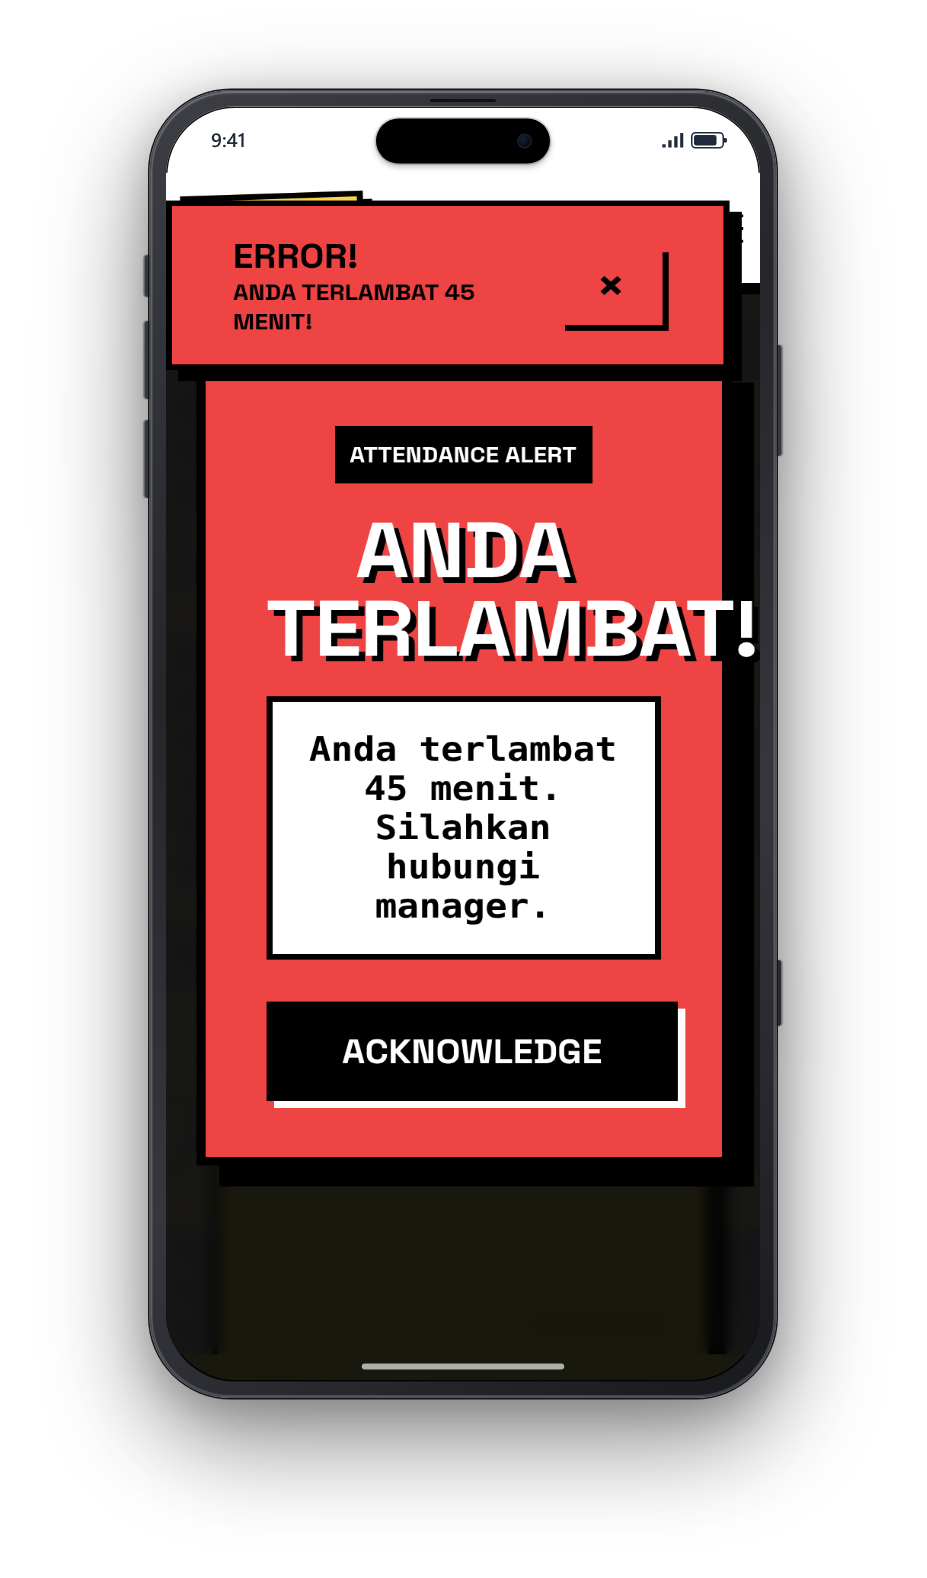 9:41
ERROR!
ANDA TERLAMBAT 45
MENIT!
×
ATTENDANCE ALERT
ANDA
TERLAMBAT!
Anda terlambat
45 menit.
Silahkan
hubungi
manager.
ACKNOWLEDGE